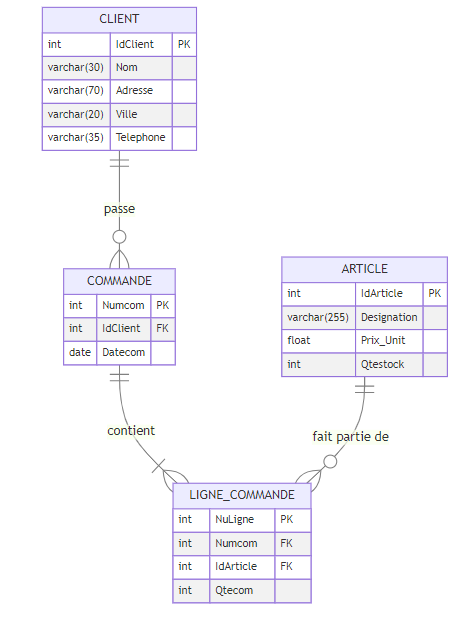 CLIENT
int IdClient PK
varchar(30) Nom
varchar(70) Adresse
varchar(20) Ville
varchar(35) Telephone
passe
COMMANDE
int Numcom PK
int IdClient FK
date Datecom
ARTICLE
int IdArticle PK
varchar(255) Designation
float Prix_Unit
int Qtestock
contient
fait partie de
LIGNE_COMMANDE
int NuLigne PK
int Numcom FK
int IdArticle FK
int Qtecom